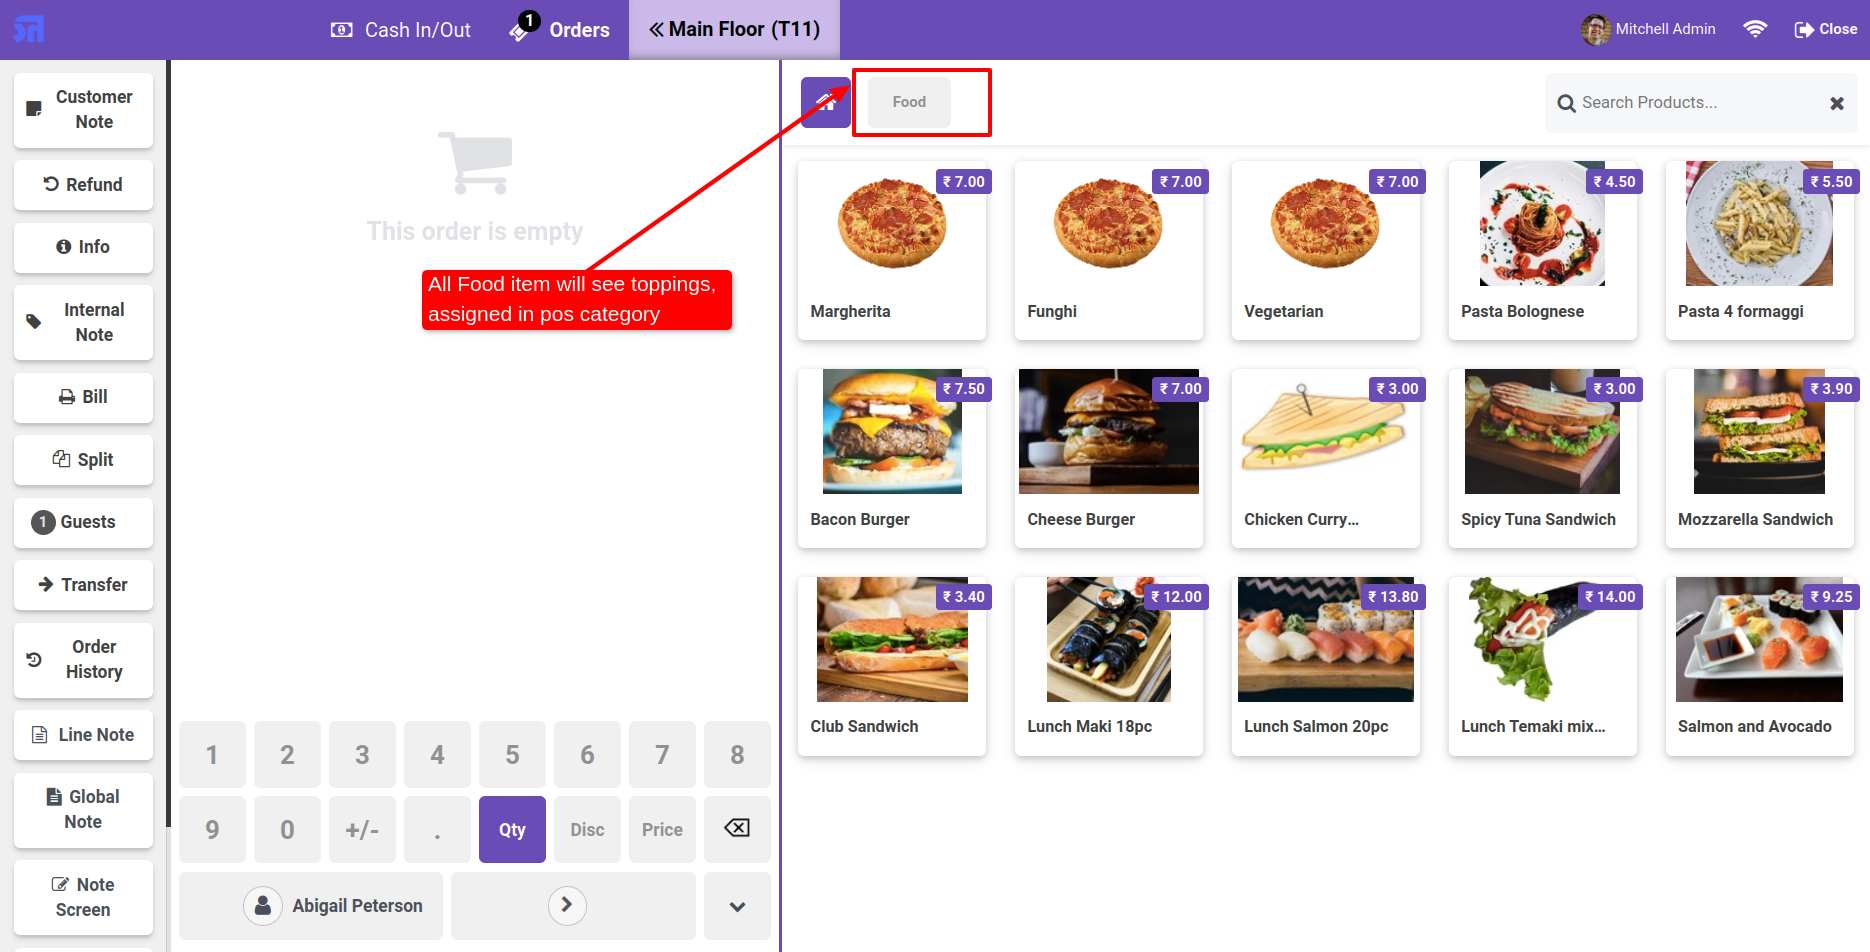 Cash In/Out
1
Orders
Main Floor (T11)
Mitchell Admin
Close
Customer
Note
Refund
Info
Internal
Note
Bill
Split
1 Guests
Transfer
Order
History
Line Note
Global
Note
Note
Screen
This order is empty
All Food item will see toppings,
assigned in pos category
1 2 3 4 5 6 7 8
9 0 +/- . Qty Disc Price
Abigail Peterson
Food
Search Products...
₹ 7.00
Margherita
₹ 7.00
Funghi
₹ 7.00
Vegetarian
₹ 4.50
Pasta Bolognese
₹ 5.50
Pasta 4 formaggi
₹ 7.50
Bacon Burger
₹ 7.00
Cheese Burger
₹ 3.00
Chicken Curry...
₹ 3.00
Spicy Tuna Sandwich
₹ 3.90
Mozzarella Sandwich
₹ 3.40
Club Sandwich
₹ 12.00
Lunch Maki 18pc
₹ 13.80
Lunch Salmon 20pc
₹ 14.00
Lunch Temaki mix...
₹ 9.25
Salmon and Avocado